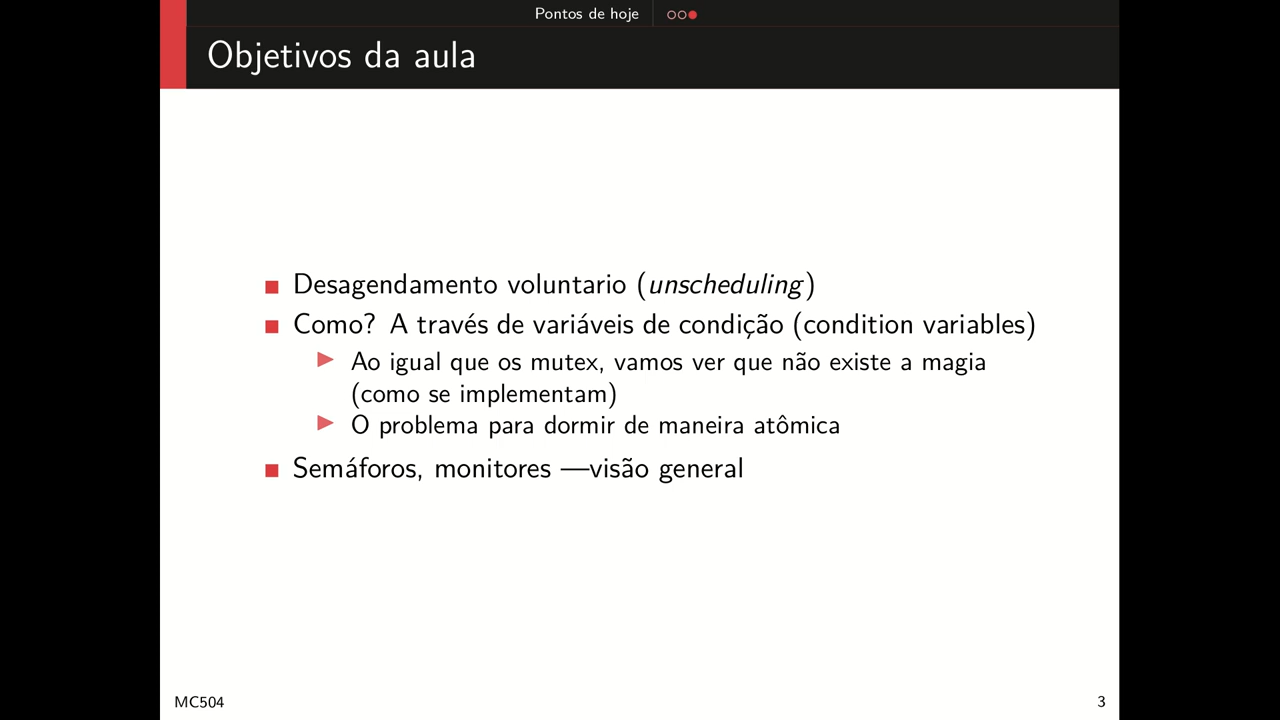 Pontos de hoje
Objetivos da aula
Desagendamento voluntario (unscheduling)
Como? A través de variáveis de condição (condition variables)
Ao igual que os mutex, vamos ver que não existe a magia
(como se implementam)
O problema para dormir de maneira atômica
Semáforos, monitores —visão general
MC504
3